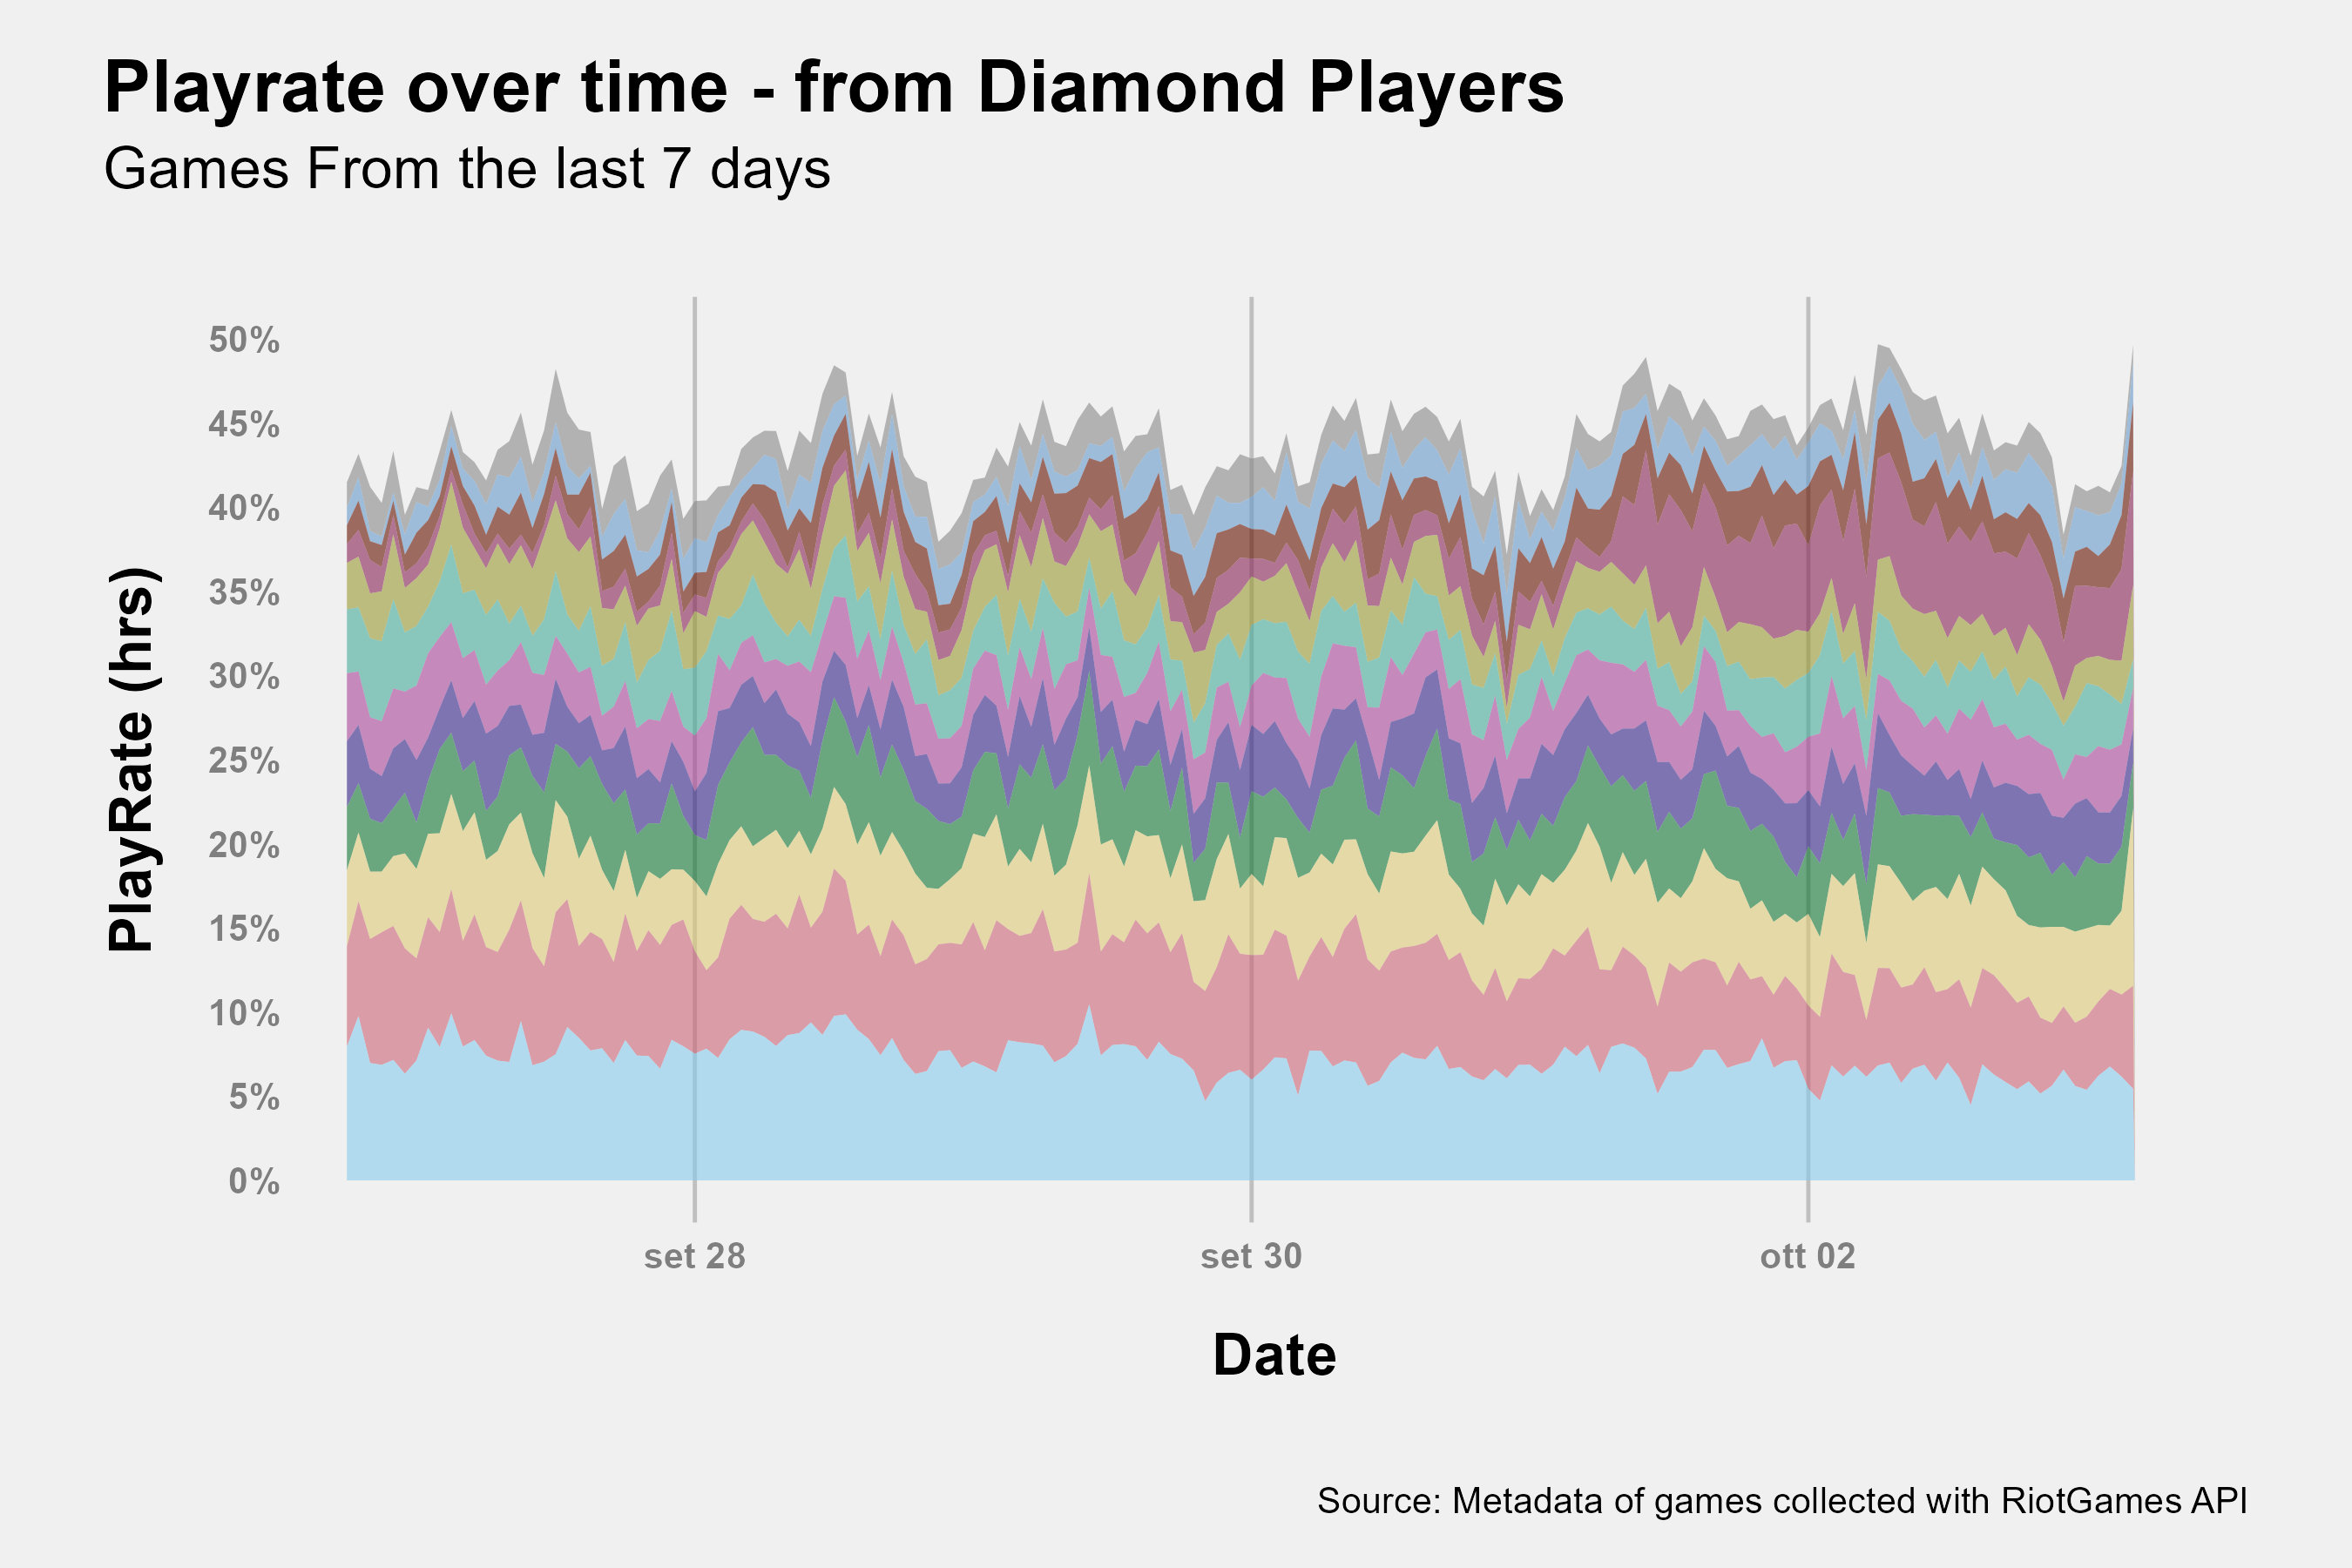 Playrate over time - from Diamond Players
Games From the last 7 days
50%
45%
40%
35%
30%
25%
20%
15%
10%
5%
0%
PlayRate (hrs)
set 28
set 30
ott 02
Date
Source: Metadata of games collected with RiotGames API